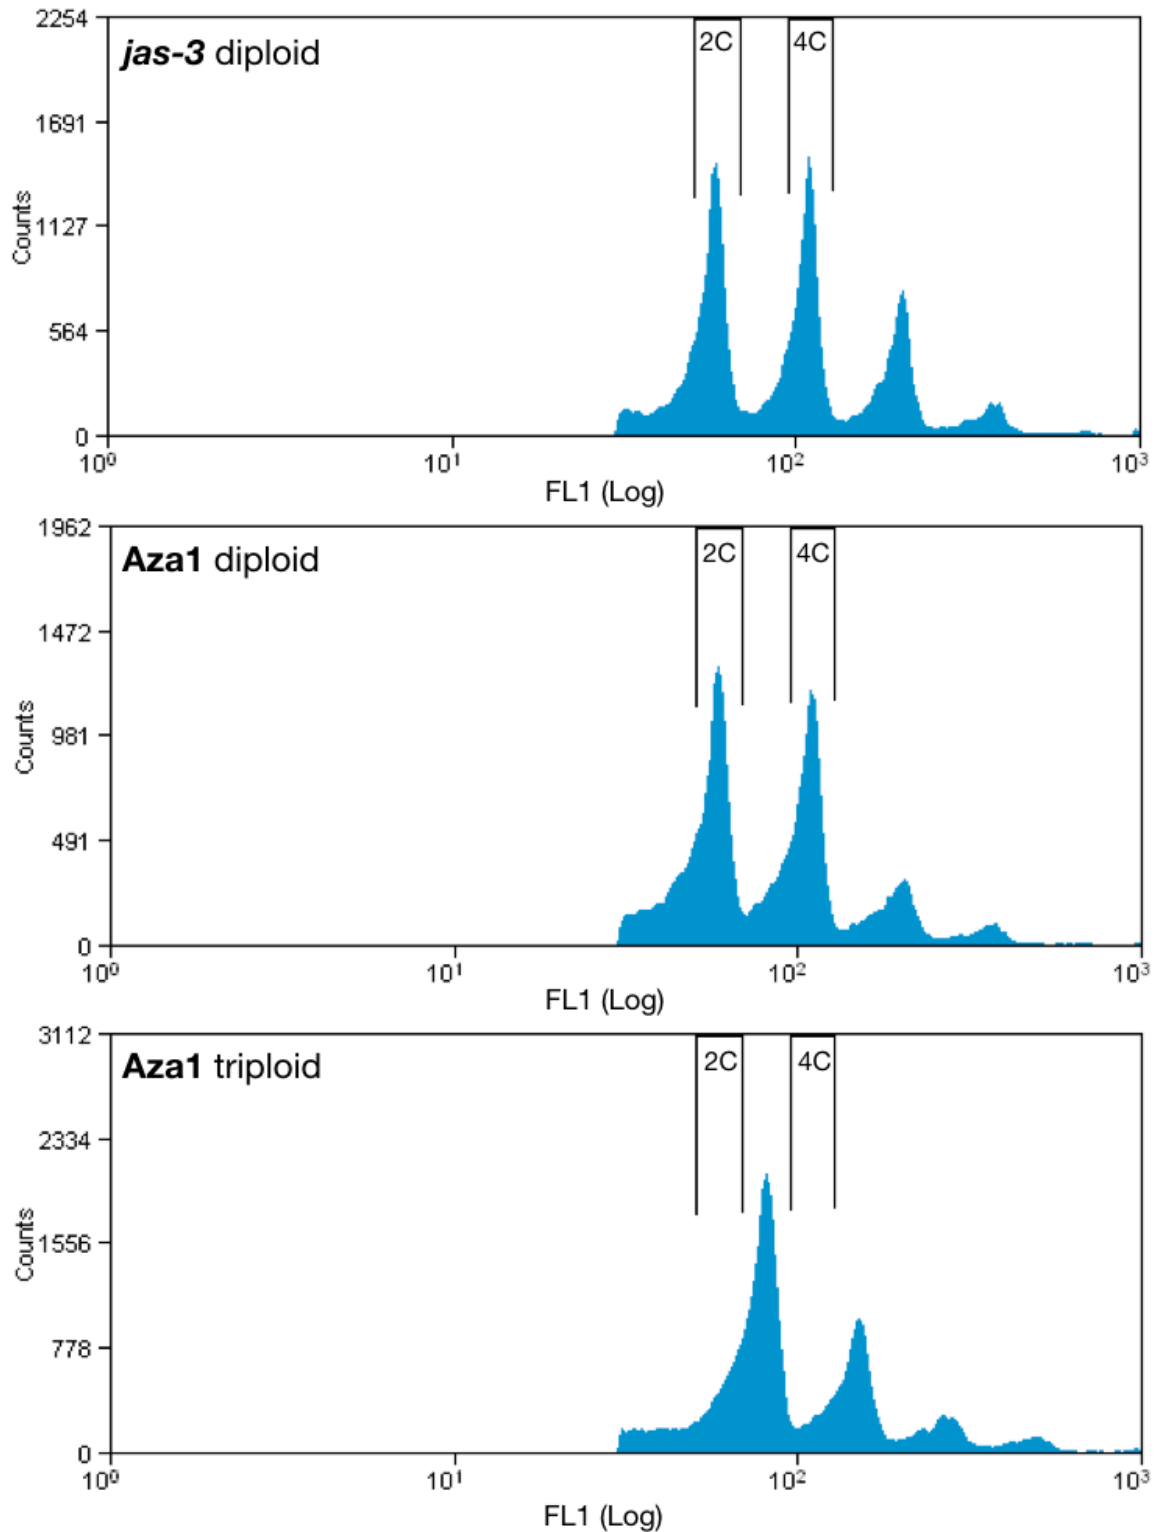 2254
jas-3 diploid
2C
4C
1691
Counts
1127
564
0
10⁰
10¹
10²
10³
FL1 (Log)
1962
Aza1 diploid
2C
4C
1472
Counts
981
491
0
10⁰
10¹
10²
10³
FL1 (Log)
3112
Aza1 triploid
2C
4C
2334
Counts
1556
778
0
10⁰
10¹
10²
10³
FL1 (Log)